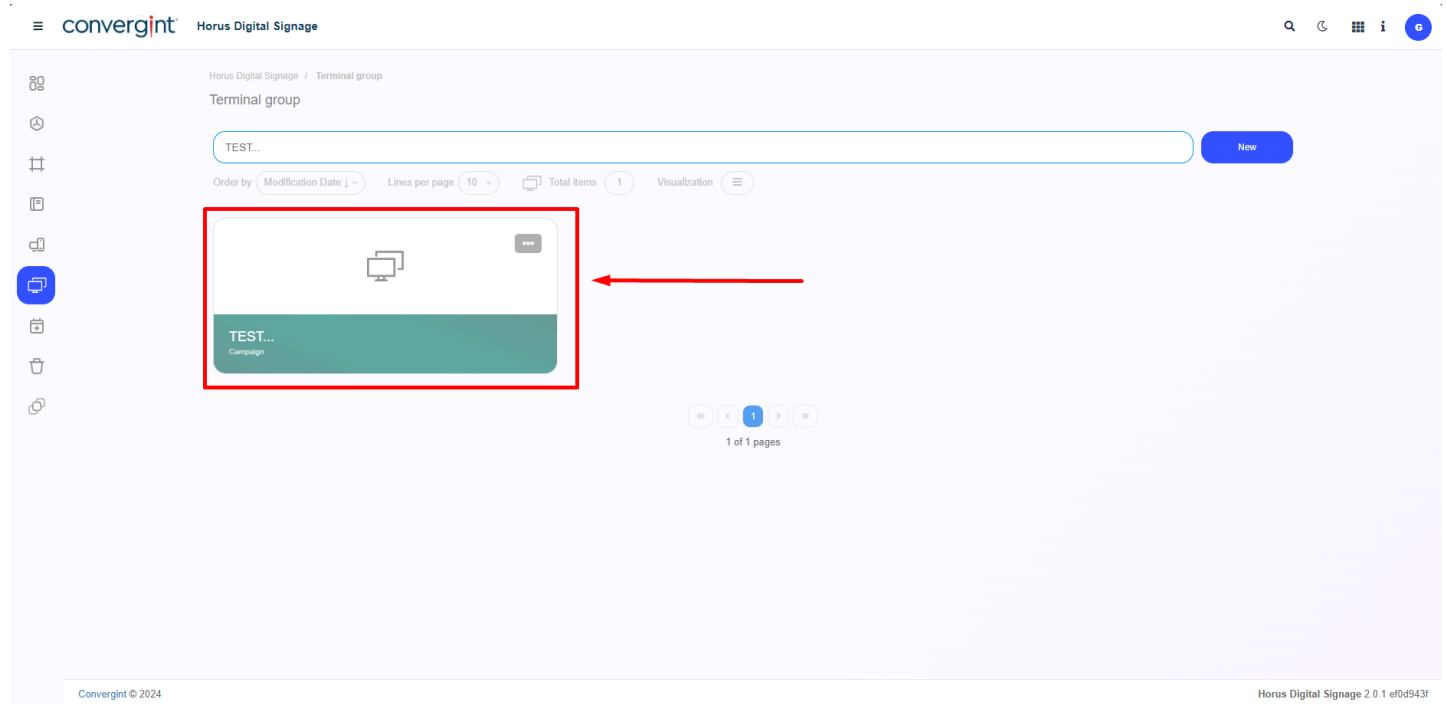 convergint Horus Digital Signage i G
Horus Digital Signage / Terminal group
Terminal group
TEST... New
Order by Modification Date ↓ Lines per page 10 Total Items 1 Visualization
TEST...
Campaign
« ‹ 1 › »
1 of 1 pages
Convergint © 2024 Horus Digital Signage 2.0.1 ef0d943f